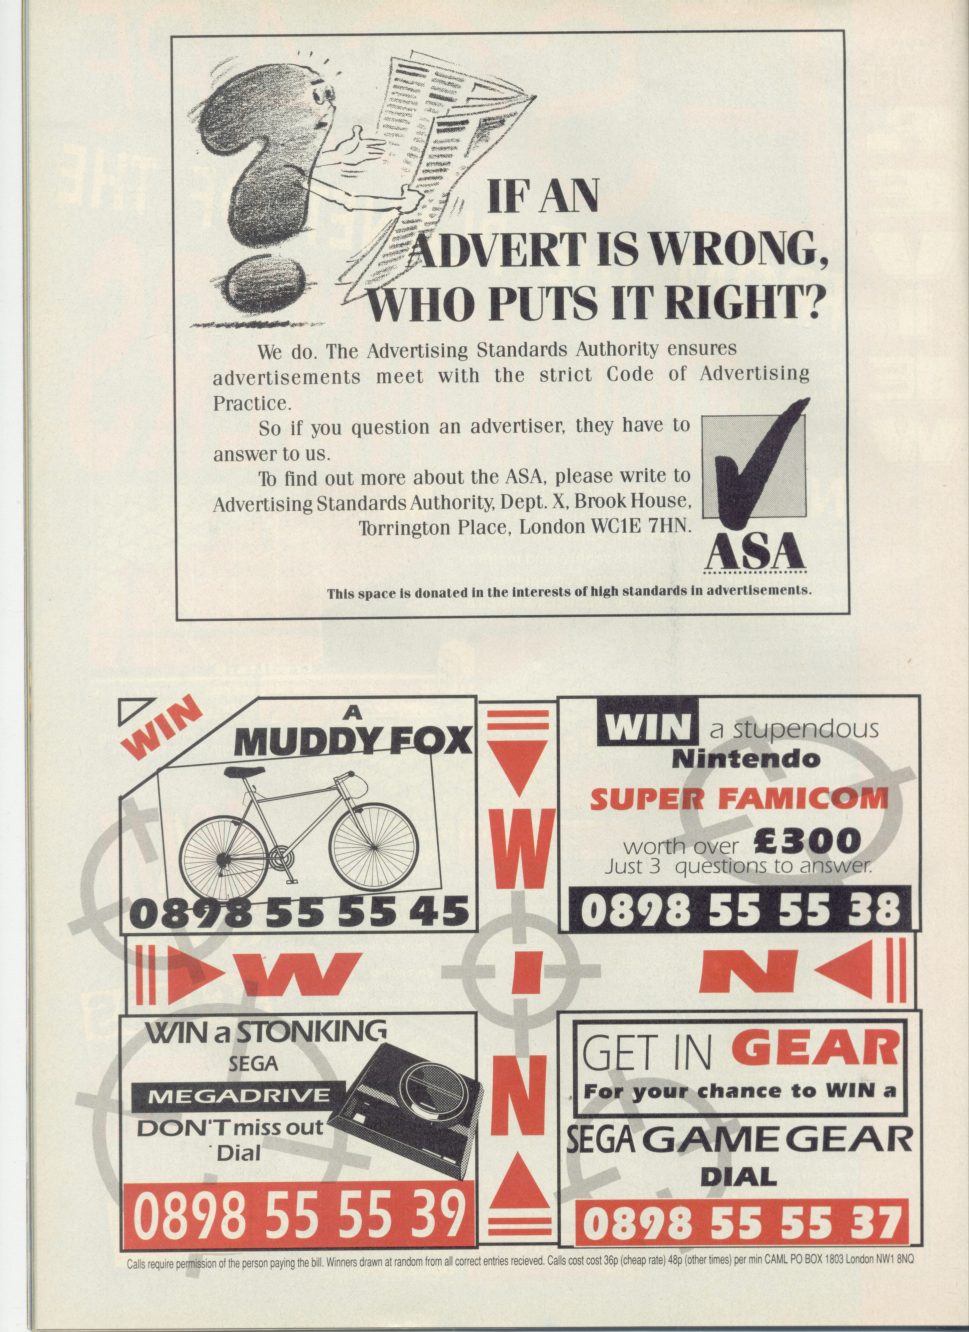 IF AN
ADVERT IS WRONG,
WHO PUTS IT RIGHT?
We do. The Advertising Standards Authority ensures
advertisements meet with the strict Code of Advertising
Practice.
So if you question an advertiser, they have to
answer to us.
To find out more about the ASA, please write to
Advertising Standards Authority, Dept. X, Brook House,
Torrington Place, London WC1E 7HN.
ASA
This space is donated in the interests of high standards in advertisements.
WIN
A
MUDDY FOX
0898 55 55 45
WIN a stupendous
Nintendo
SUPER FAMICOM
worth over £300
Just 3 questions to answer.
0898 55 55 38
WIN
WIN
WIN a STONKING
SEGA
MEGADRIVE
DON'T miss out
Dial
0898 55 55 39
GET IN GEAR
For your chance to WIN a
SEGA GAME GEAR
DIAL
0898 55 55 37
Calls require permission of the person paying the bill. Winners drawn at random from all correct entries recieved. Calls cost cost 36p (cheap rate) 48p (other times) per min CAML PO BOX 1803 London NW1 8NQ